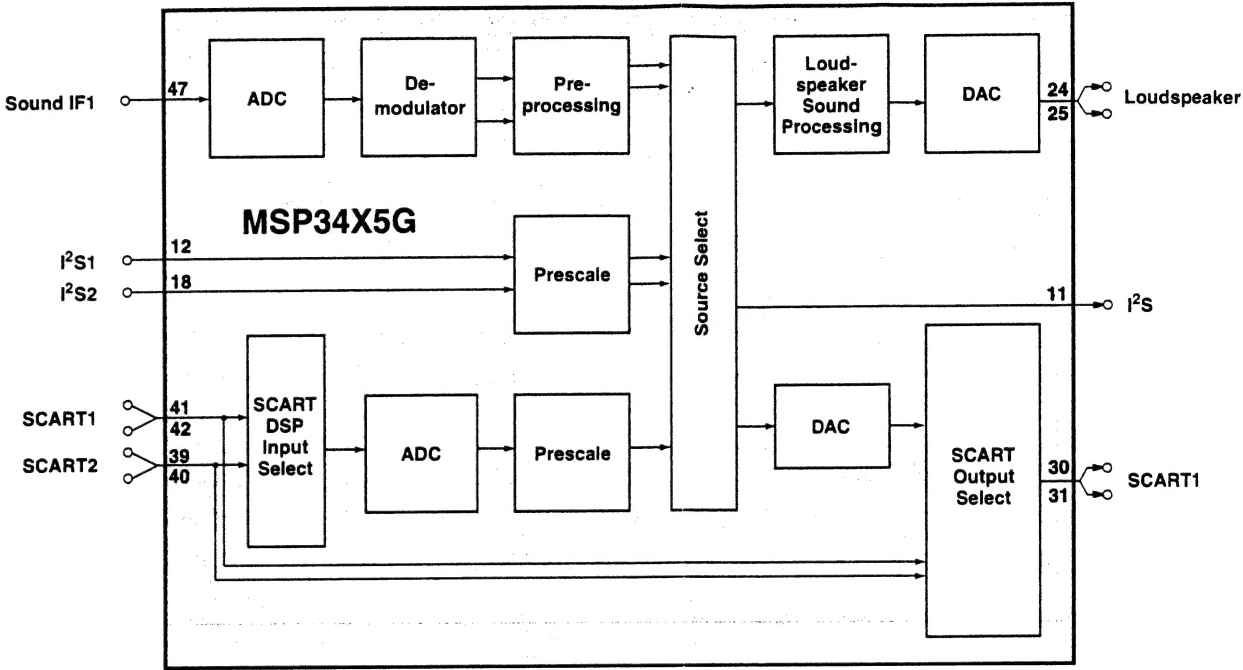 Sound IF1
47
ADC
De-
modulator
Pre-
processing
Source Select
Loud-
speaker
Sound
Processing
DAC
24
25
Loudspeaker
MSP34X5G
I²S1
12
I²S2
18
Prescale
11
I²S
SCART1
41
42
SCART2
39
40
SCART
DSP
Input
Select
ADC
Prescale
DAC
SCART
Output
Select
30
31
SCART1